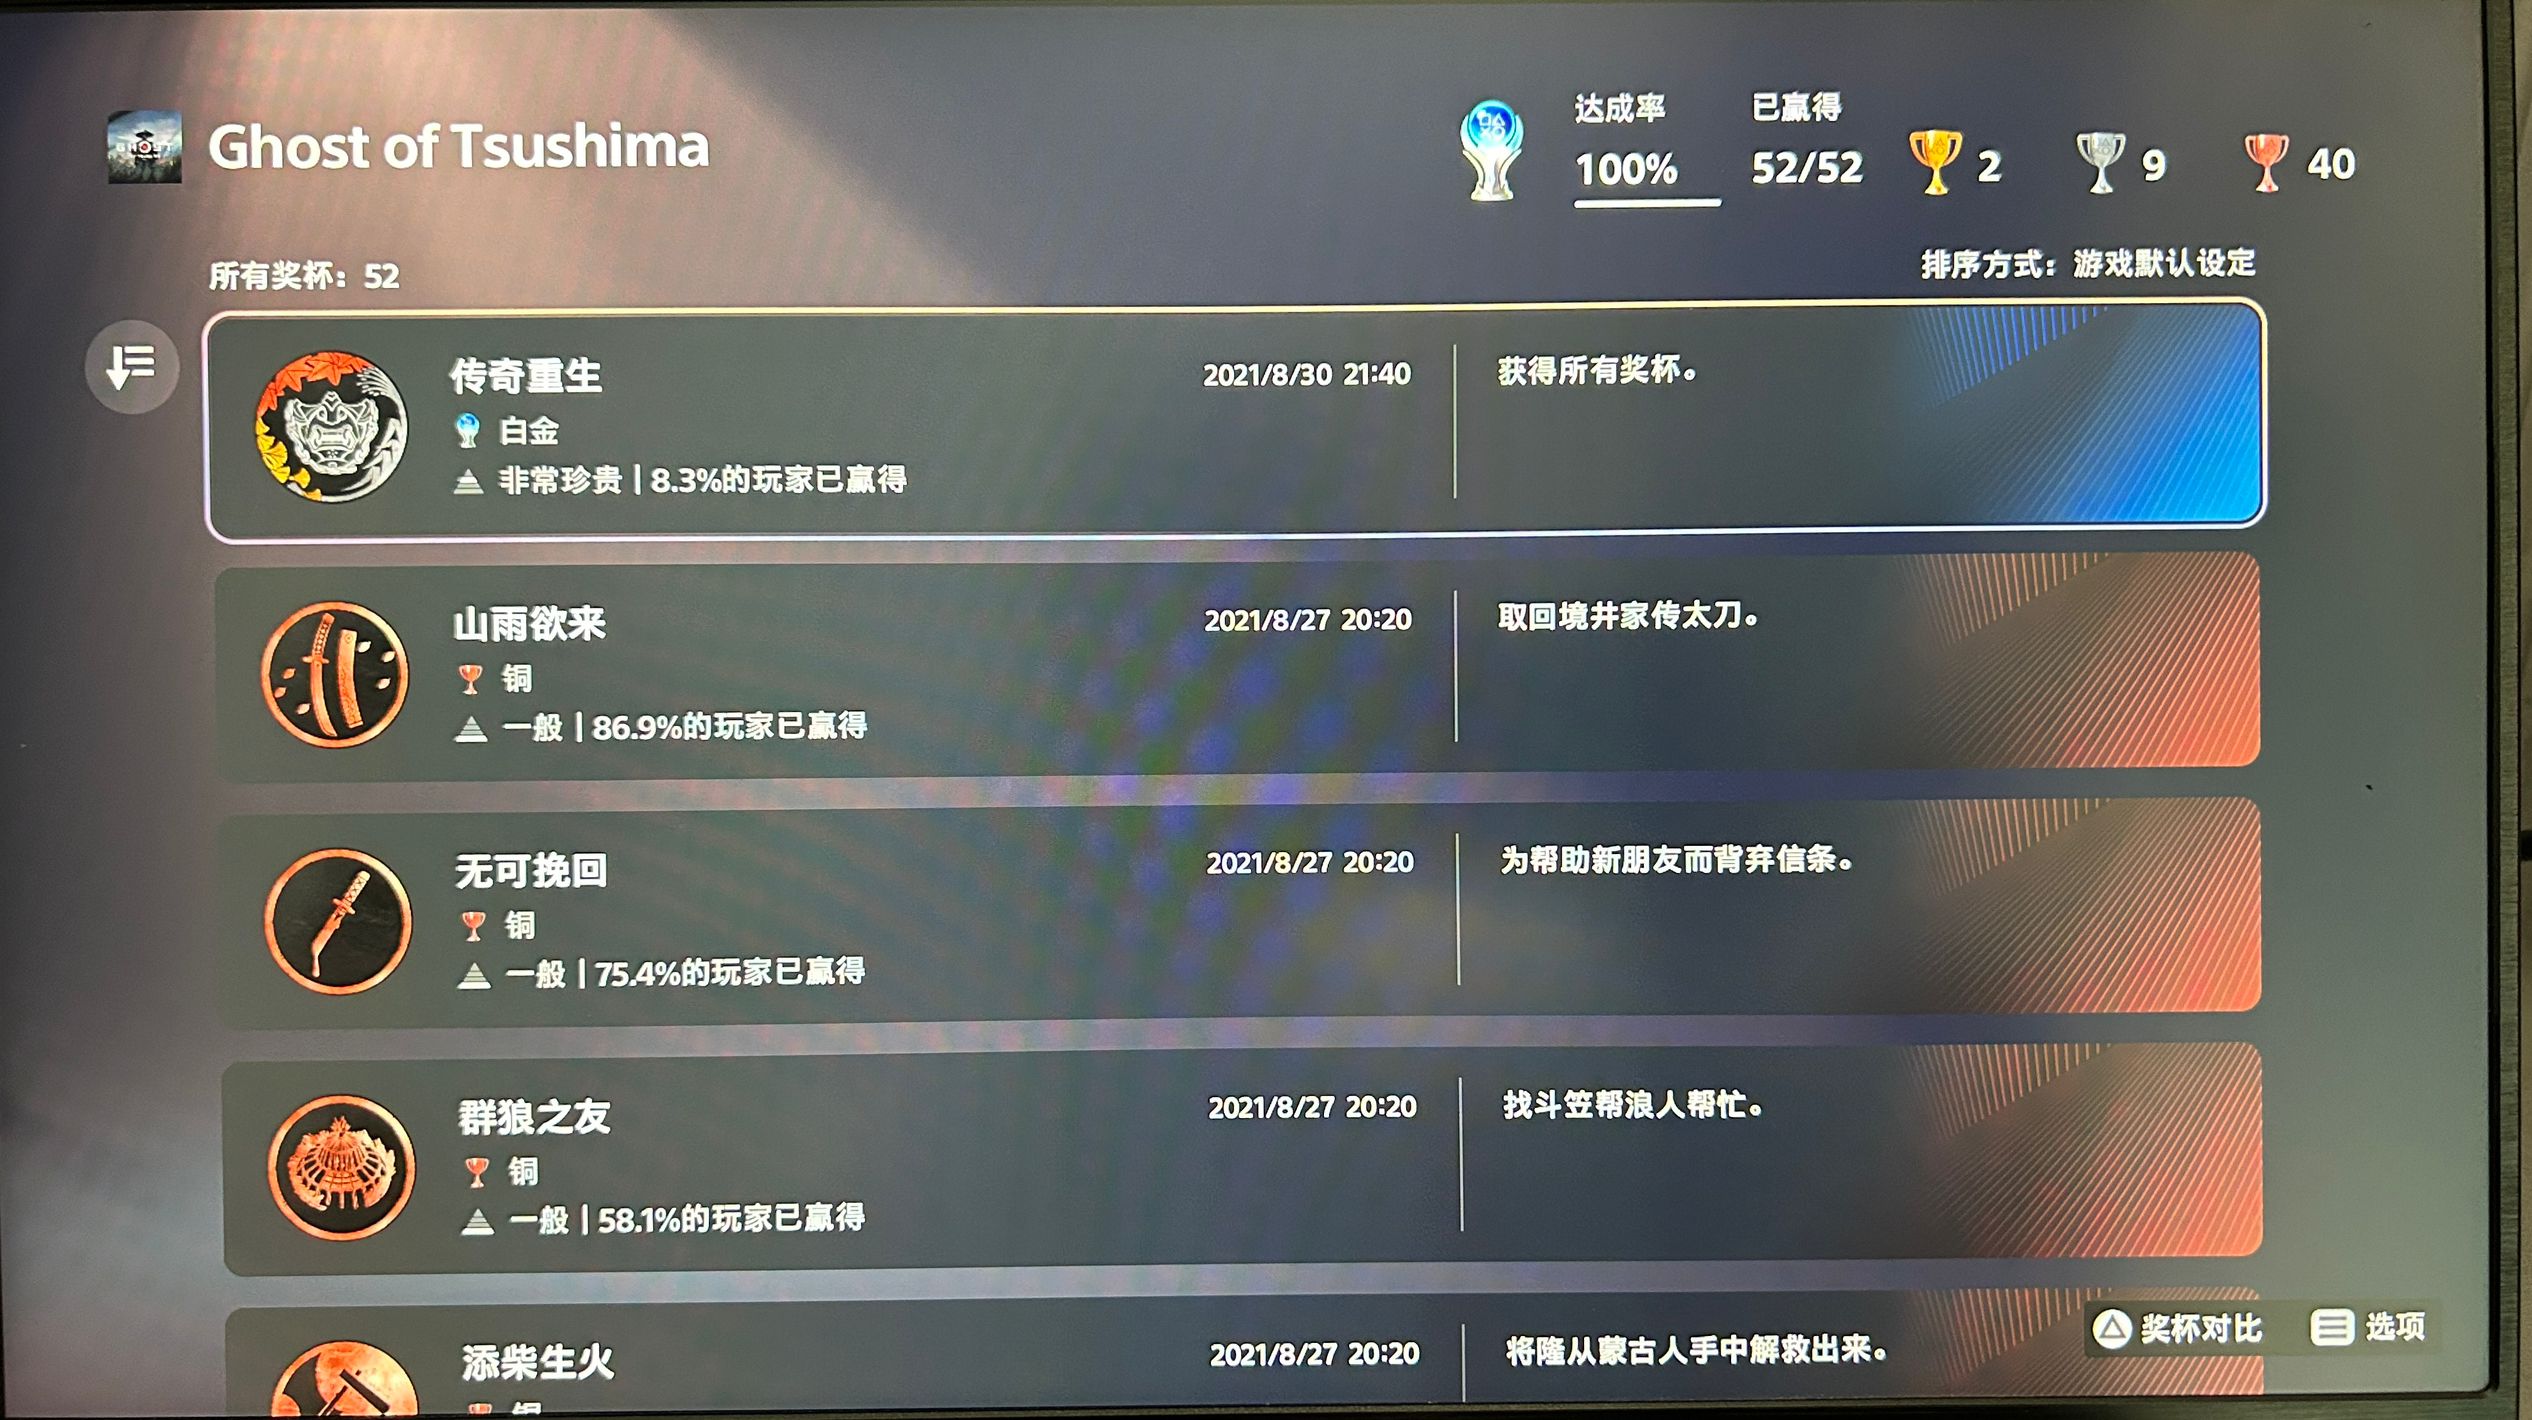 Ghost of Tsushima
达成率
100%
已赢得
52/52
2
9
40
所有奖杯：52
排序方式：游戏默认设定
传奇重生
2021/8/30 21:40
获得所有奖杯。
白金
非常珍贵 | 8.3%的玩家已赢得
山雨欲来
2021/8/27 20:20
取回境井家传太刀。
铜
一般 | 86.9%的玩家已赢得
无可挽回
2021/8/27 20:20
为帮助新朋友而背弃信条。
铜
一般 | 75.4%的玩家已赢得
群狼之友
2021/8/27 20:20
找斗笠帮浪人帮忙。
铜
一般 | 58.1%的玩家已赢得
添柴生火
2021/8/27 20:20
将隆从蒙古人手中解救出来。
奖杯对比
选项